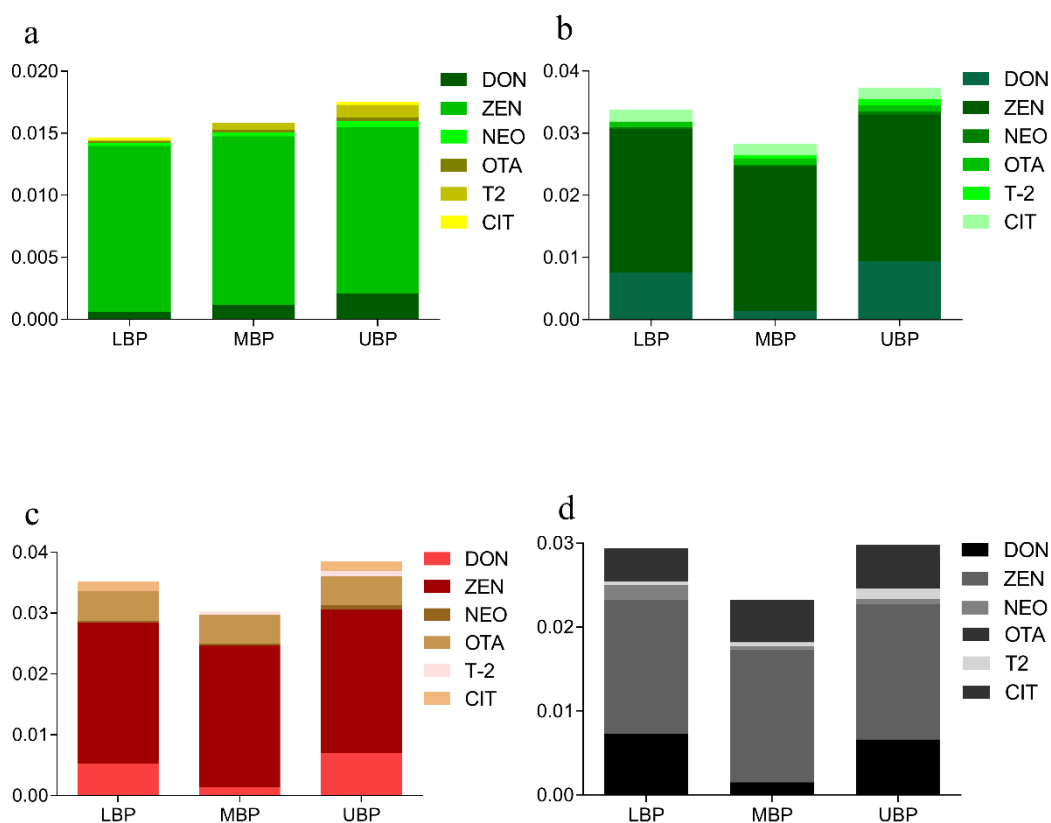 a
0.020
0.015
0.010
0.005
0.000
LBP MBP UBP
DON
ZEN
NEO
OTA
T2
CIT
b
0.04
0.03
0.02
0.01
0.00
LBP MBP UBP
DON
ZEN
NEO
OTA
T-2
CIT
c
0.04
0.03
0.02
0.01
0.00
LBP MBP UBP
DON
ZEN
NEO
OTA
T-2
CIT
d
0.03
0.02
0.01
0.00
LBP MBP UBP
DON
ZEN
NEO
OTA
T2
CIT